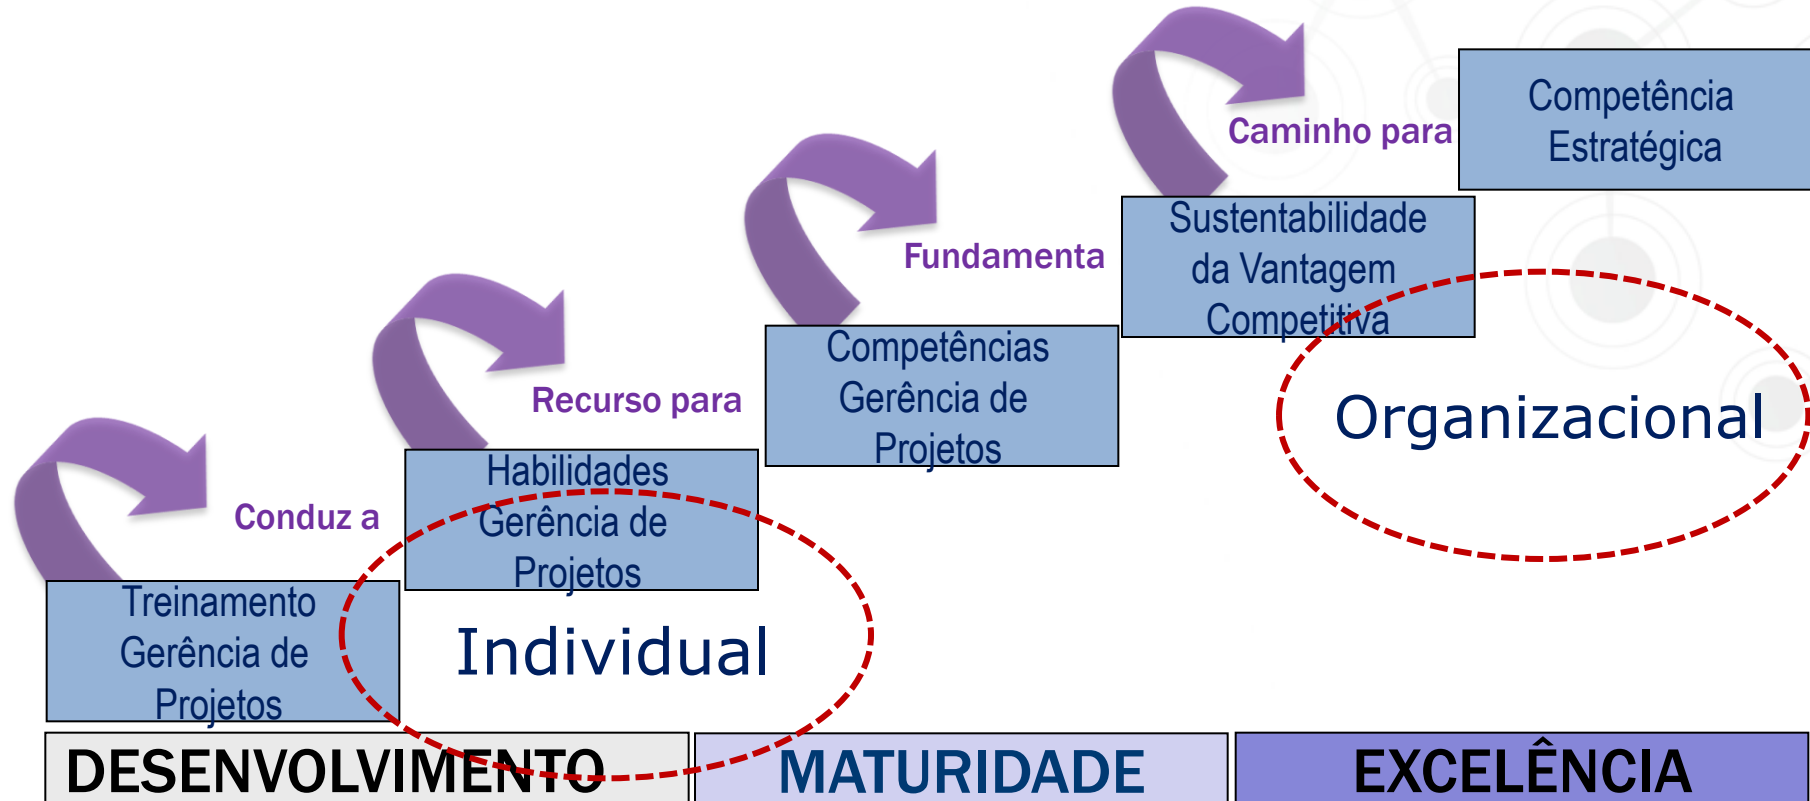 Competência
Estratégica
Caminho para
Sustentabilidade
da Vantagem
Competitiva
Fundamenta
Competências
Gerência de
Projetos
Organizacional
Recurso para
Habilidades
Gerência de
Projetos
Conduz a
Individual
Treinamento
Gerência de
Projetos
DESENVOLVIMENTO
MATURIDADE
EXCELÊNCIA